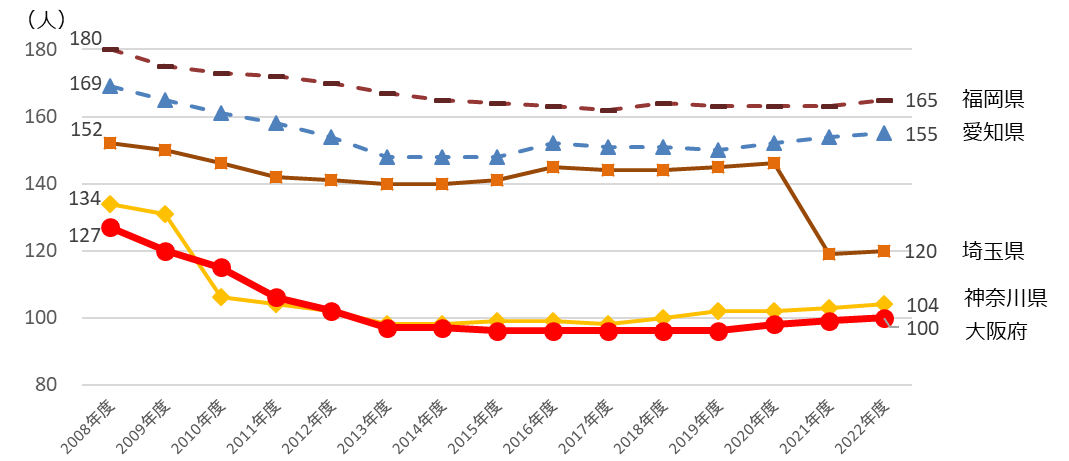 （人）
180
160
140
120
100
80
180
169
152
134
127
165
155
120
104
100
福岡県
愛知県
埼玉県
神奈川県
大阪府
2008年度
2009年度
2010年度
2011年度
2012年度
2013年度
2014年度
2015年度
2016年度
2017年度
2018年度
2019年度
2020年度
2021年度
2022年度